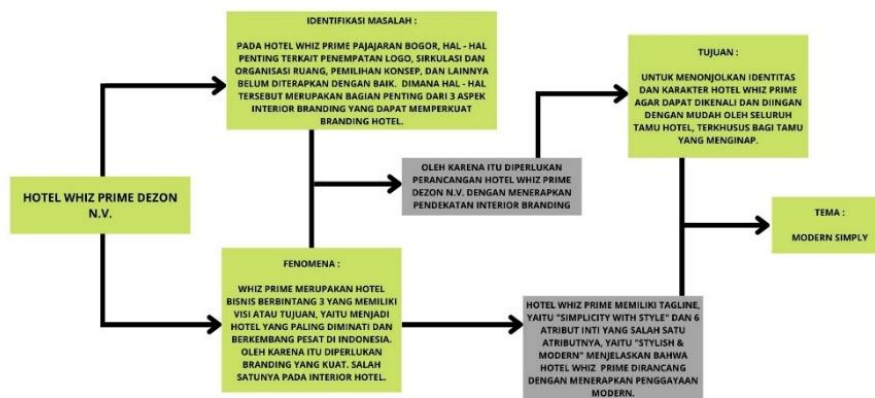 IDENTIFIKASI MASALAH :
PADA HOTEL WHIZ PRIME PAJAJARAN BOGOR, HAL - HAL
PENTING TERKAIT PENEMPATAN LOGO, SIRKULASI DAN
ORGANISASI RUANG, PEMILIHAN KONSEP, DAN LAINNYA
BELUM DITERAPKAN DENGAN BAIK. DIMANA HAL - HAL
TERSEBUT MERUPAKAN BAGIAN PENTING DARI 3 ASPEK
INTERIOR BRANDING YANG DAPAT MEMPERKUAT
BRANDING HOTEL.
TUJUAN :
UNTUK MENONJOLKAN IDENTITAS
DAN KARAKTER HOTEL WHIZ PRIME
AGAR DAPAT DIKENALI DAN DIINGAN
DENGAN MUDAH OLEH SELURUH
TAMU HOTEL, TERKHUSUS BAGI TAMU
YANG MENGINAP.
OLEH KARENA ITU DIPERLUKAN
PERANCANGAN HOTEL WHIZ PRIME
DEZON N.V. DENGAN MENERAPKAN
PENDEKATAN INTERIOR BRANDING
HOTEL WHIZ PRIME DEZON
N.V.
TEMA :
MODERN SIMPLY
FENOMENA :
WHIZ PRIME MERUPAKAN HOTEL
BISNIS BERBINTANG 3 YANG MEMILIKI
VISI ATAU TUJUAN, YAITU MENJADI
HOTEL YANG PALING DIMINATI DAN
BERKEMBANG PESAT DI INDONESIA.
OLEH KARENA ITU DIPERLUKAN
BRANDING YANG KUAT. SALAH
SATUNYA PADA INTERIOR HOTEL.
HOTEL WHIZ PRIME MEMILIKI TAGLINE,
YAITU "SIMPLICITY WITH STYLE" DAN 6
ATRIBUT INTI YANG SALAH SATU
ATRIBUTNYA, YAITU "STYLISH &
MODERN" MENJELASKAN BAHWA
HOTEL WHIZ PRIME DIRANCANG
DENGAN MENERAPKAN PENGGAYAAN
MODERN.